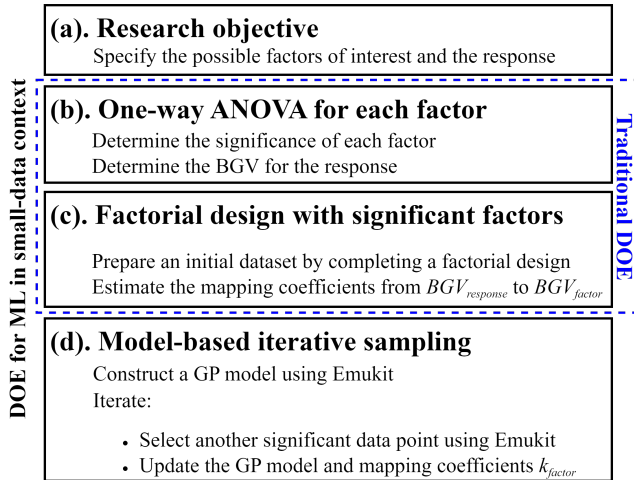 (a). Research objective
Specify the possible factors of interest and the response
(b). One-way ANOVA for each factor
Determine the significance of each factor
Determine the BGV for the response
(c). Factorial design with significant factors
Prepare an initial dataset by completing a factorial design
Estimate the mapping coefficients from BGV_response to BGV_factor
(d). Model-based iterative sampling
Construct a GP model using Emukit
Iterate:
• Select another significant data point using Emukit
• Update the GP model and mapping coefficients k_factor
DOE for ML in small-data context
Traditional DOE